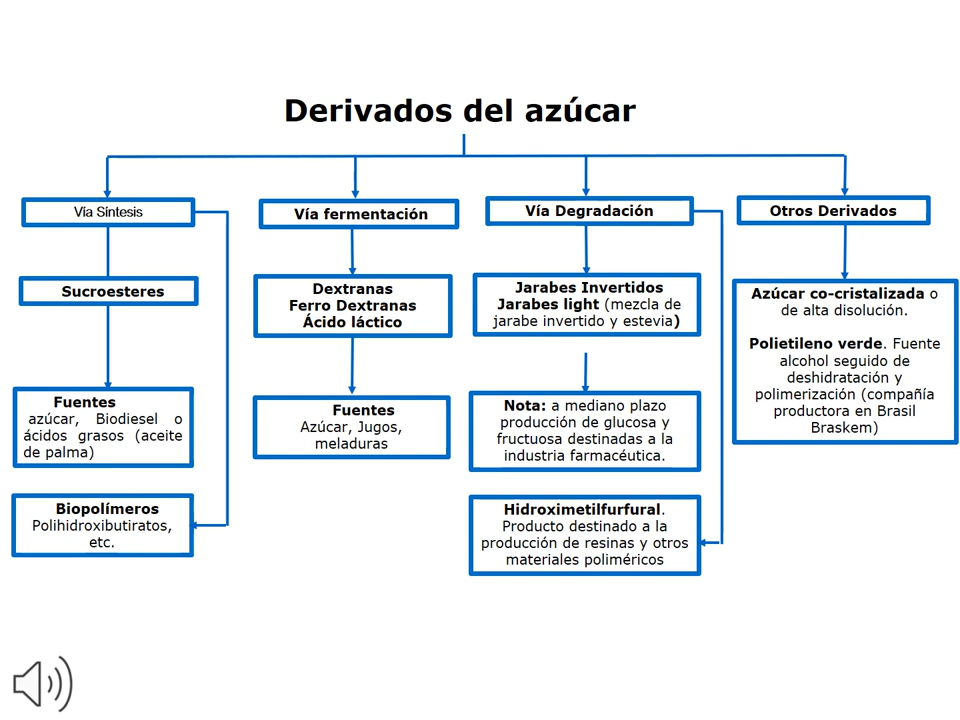 Derivados del azúcar
Vía Síntesis
Sucroesteres
Fuentes
azúcar, Biodiesel o
ácidos grasos (aceite
de palma)
Biopolímeros
Polihidroxibutiratos,
etc.
Vía fermentación
Dextranas
Ferro Dextranas
Ácido láctico
Fuentes
Azúcar, Jugos,
meladuras
Vía Degradación
Jarabes Invertidos
Jarabes light (mezcla de
jarabe invertido y estevia)
Nota: a mediano plazo
producción de glucosa y
fructuosa destinadas a la
industria farmacéutica.
Hidroximetilfurfural.
Producto destinado a la
producción de resinas y otros
materiales poliméricos
Otros Derivados
Azúcar co-cristalizada o
de alta disolución.
Polietileno verde. Fuente
alcohol seguido de
deshidratación y
polimerización (compañía
productora en Brasil
Braskem)